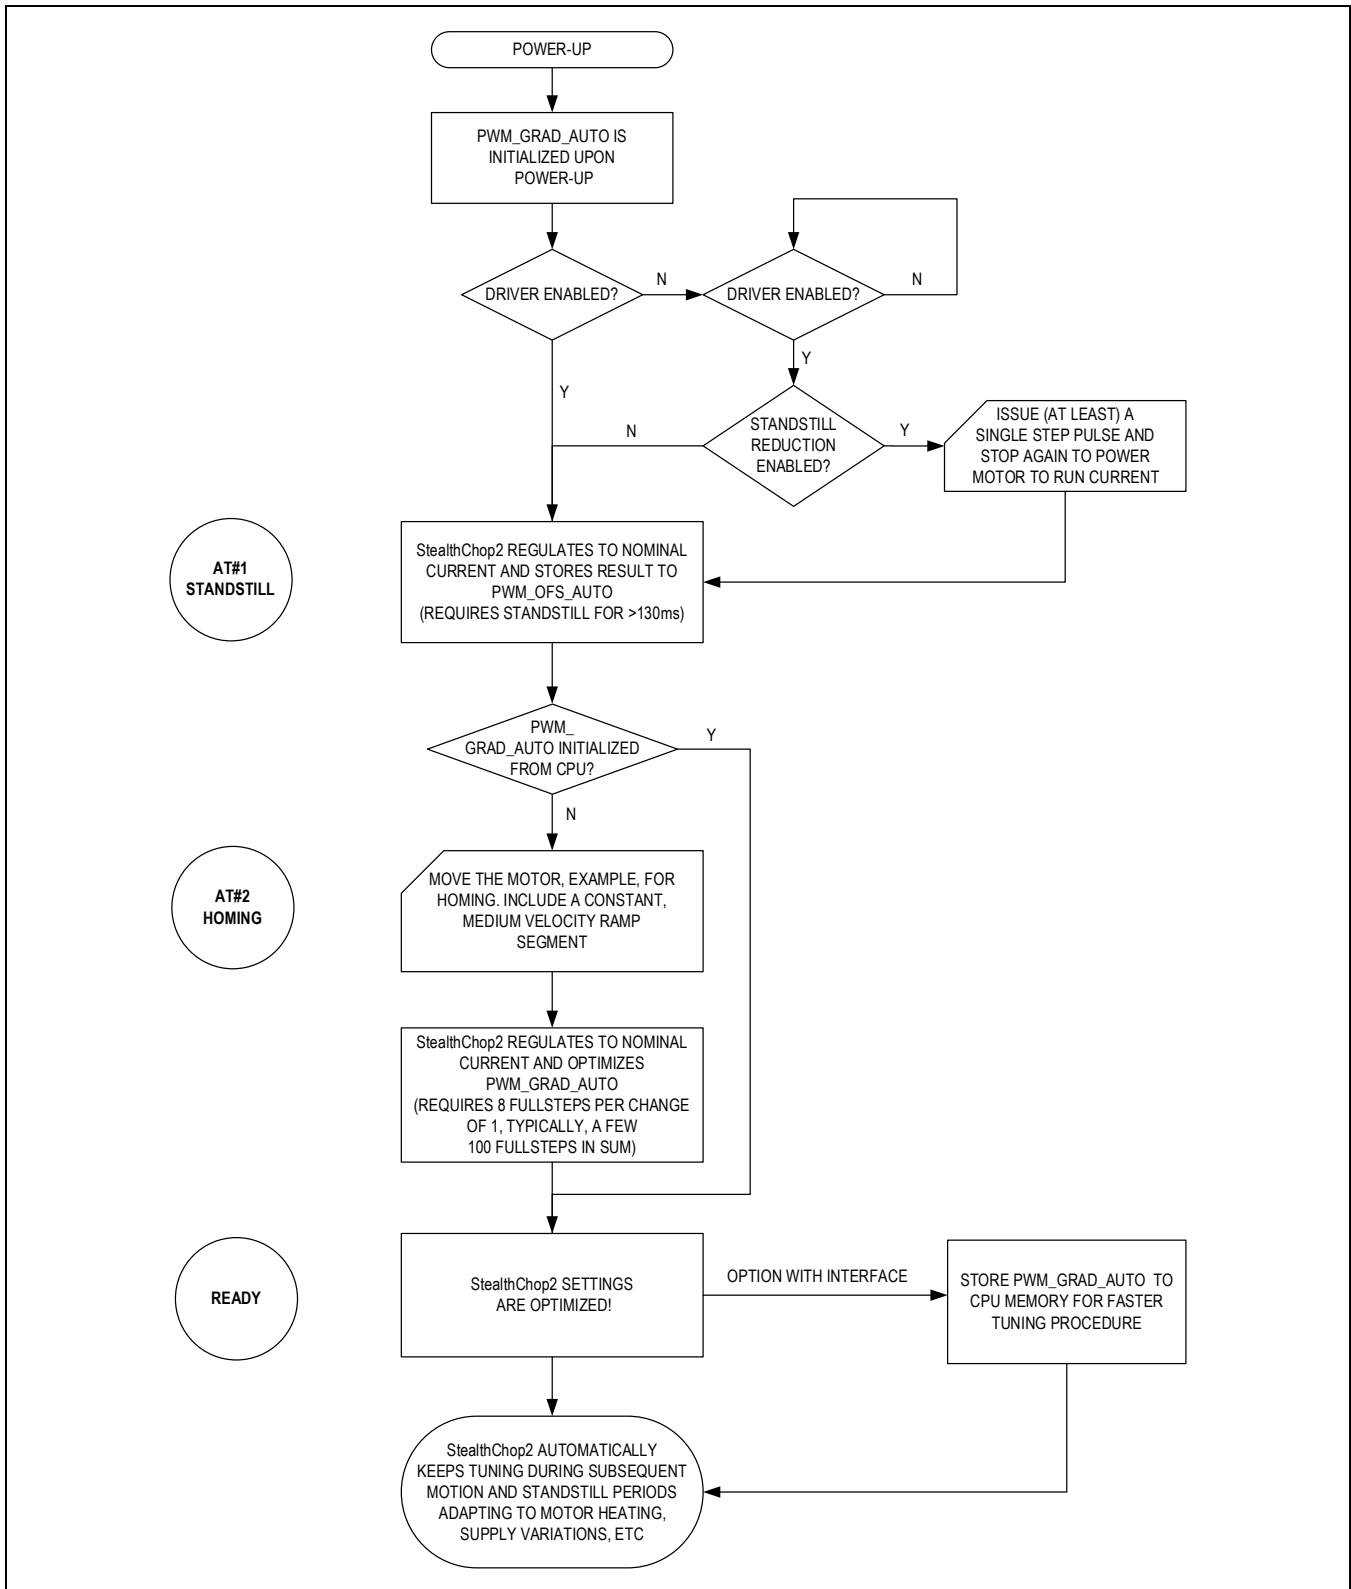 POWER-UP
PWM_GRAD_AUTO IS
INITIALIZED UPON
POWER-UP
DRIVER ENABLED?
N
DRIVER ENABLED?
N
Y
Y
STANDSTILL
REDUCTION
ENABLED?
N
Y
ISSUE (AT LEAST) A
SINGLE STEP PULSE AND
STOP AGAIN TO POWER
MOTOR TO RUN CURRENT
AT#1
STANDSTILL
StealthChop2 REGULATES TO NOMINAL
CURRENT AND STORES RESULT TO
PWM_OFS_AUTO
(REQUIRES STANDSTILL FOR >130ms)
PWM_
GRAD_AUTO INITIALIZED
FROM CPU?
Y
N
AT#2
HOMING
MOVE THE MOTOR, EXAMPLE, FOR
HOMING. INCLUDE A CONSTANT,
MEDIUM VELOCITY RAMP
SEGMENT
StealthChop2 REGULATES TO NOMINAL
CURRENT AND OPTIMIZES
PWM_GRAD_AUTO
(REQUIRES 8 FULLSTEPS PER CHANGE
OF 1, TYPICALLY, A FEW
100 FULLSTEPS IN SUM)
READY
StealthChop2 SETTINGS
ARE OPTIMIZED!
OPTION WITH INTERFACE
STORE PWM_GRAD_AUTO TO
CPU MEMORY FOR FASTER
TUNING PROCEDURE
StealthChop2 AUTOMATICALLY
KEEPS TUNING DURING SUBSEQUENT
MOTION AND STANDSTILL PERIODS
ADAPTING TO MOTOR HEATING,
SUPPLY VARIATIONS, ETC